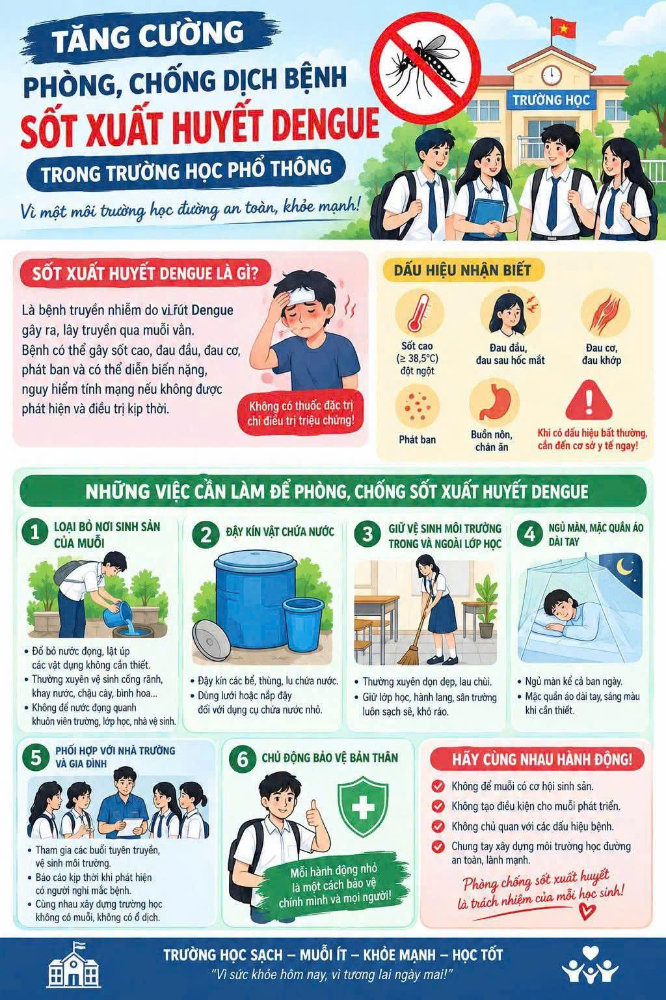 TĂNG CƯỜNG
PHÒNG, CHỐNG DỊCH BỆNH
SỐT XUẤT HUYẾT DENGUE
TRONG TRƯỜNG HỌC PHỔ THÔNG
Vì một môi trường học đường an toàn, khỏe mạnh!
TRƯỜNG HỌC
SỐT XUẤT HUYẾT DENGUE LÀ GÌ?
Là bệnh truyền nhiễm do vi rút Dengue
gây ra, lây truyền qua muỗi vằn.
Bệnh có thể gây sốt cao, đau đầu, đau cơ,
phát ban và có thể diễn biến nặng,
nguy hiểm tính mạng nếu không được
phát hiện và điều trị kịp thời.
Không có thuốc đặc trị
chỉ điều trị triệu chứng!
DẤU HIỆU NHẬN BIẾT
Sốt cao
(≥ 38,5°C)
đột ngột
Đau đầu,
đau sau hốc mắt
Đau cơ,
đau khớp
Phát ban
Buồn nôn,
chán ăn
Khi có dấu hiệu bất thường,
cần đến cơ sở y tế ngay!
NHỮNG VIỆC CẦN LÀM ĐỂ PHÒNG, CHỐNG SỐT XUẤT HUYẾT DENGUE
1 LOẠI BỎ NƠI SINH SẢN
CỦA MUỖI
• Đổ bỏ nước đọng, lật úp
các vật dụng không cần thiết.
• Thường xuyên vệ sinh cống rãnh,
khay nước, chậu cây, bình hoa...
• Không để nước đọng quanh
khuôn viên trường, lớp học, nhà vệ sinh.
2 ĐẬY KÍN VẬT CHỨA NƯỚC
• Đậy kín các bể, thùng, lu chứa nước.
• Dùng lưới hoặc nắp đậy
đối với dụng cụ chứa nước nhỏ.
3 GIỮ VỆ SINH MÔI TRƯỜNG
TRONG VÀ NGOÀI LỚP HỌC
• Thường xuyên dọn dẹp, lau chùi.
• Giữ lớp học, hành lang, sân trường
luôn sạch sẽ, khô ráo.
4 NGỦ MÀN, MẶC QUẦN ÁO
DÀI TAY
• Ngủ màn kể cả ban ngày.
• Mặc quần áo dài tay, sáng màu
khi cần thiết.
5 PHỐI HỢP VỚI NHÀ TRƯỜNG
VÀ GIA ĐÌNH
• Tham gia các buổi tuyên truyền,
vệ sinh môi trường.
• Báo cáo kịp thời khi phát hiện
có người nghi mắc bệnh.
• Cùng nhau xây dựng trường học
không có muỗi, không có ổ dịch.
6 CHỦ ĐỘNG BẢO VỆ BẢN THÂN
Mỗi hành động nhỏ
là một cách bảo vệ
chính mình và mọi người!
HÃY CÙNG NHAU HÀNH ĐỘNG!
Không để muỗi có cơ hội sinh sản.
Không tạo điều kiện cho muỗi phát triển.
Không chủ quan với các dấu hiệu bệnh.
Chung tay xây dựng môi trường học đường
an toàn, lành mạnh.
Phòng chống sốt xuất huyết
là trách nhiệm của mỗi học sinh!
TRƯỜNG HỌC SẠCH – MUỖI ÍT – KHỎE MẠNH – HỌC TỐT
"Vì sức khỏe hôm nay, vì tương lai ngày mai!"